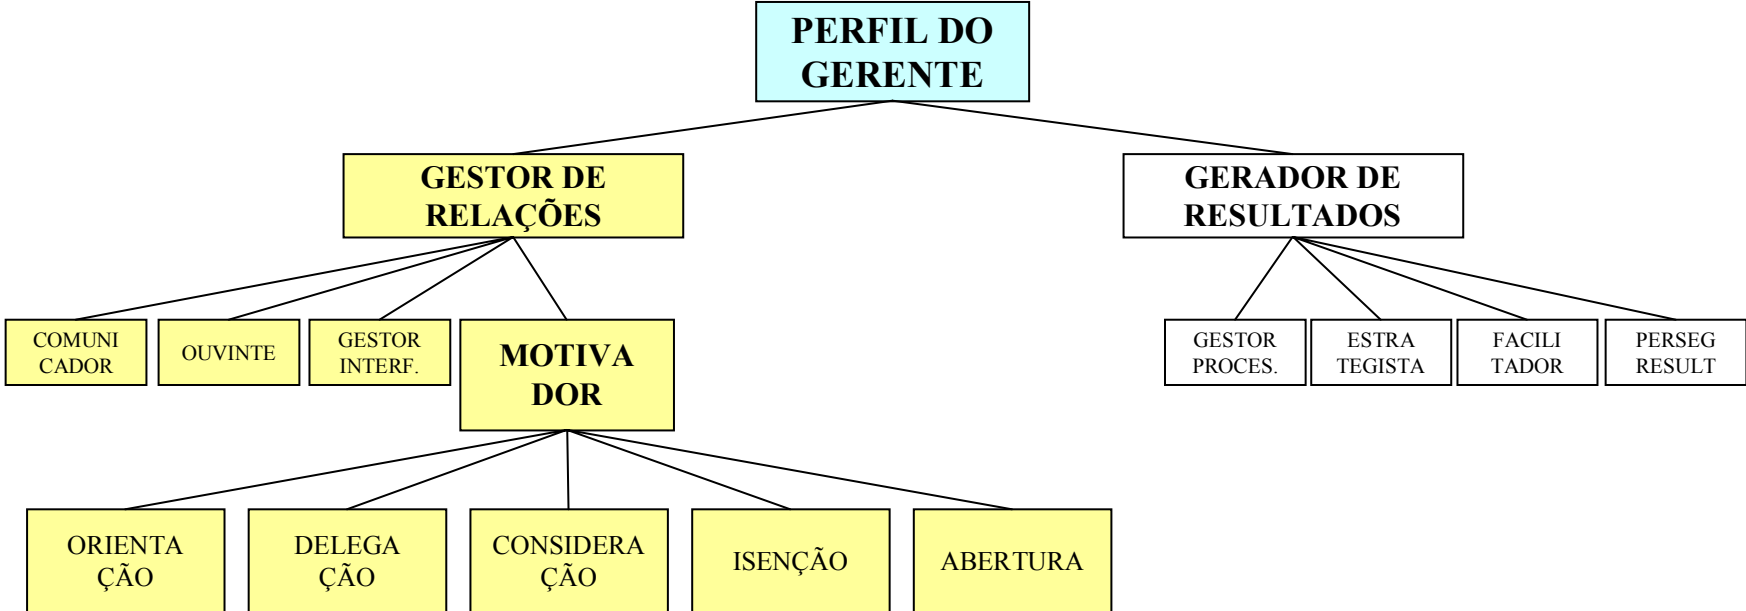 PERFIL DO
GERENTE
GESTOR DE
RELAÇÕES
GERADOR DE
RESULTADOS
COMUNI
CADOR
OUVINTE
GESTOR
INTERF.
MOTIVA
DOR
GESTOR
PROCES.
ESTRA
TEGISTA
FACILI
TADOR
PERSEG
RESULT
ORIENTA
ÇÃO
DELEGA
ÇÃO
CONSIDERA
ÇÃO
ISENÇÃO
ABERTURA